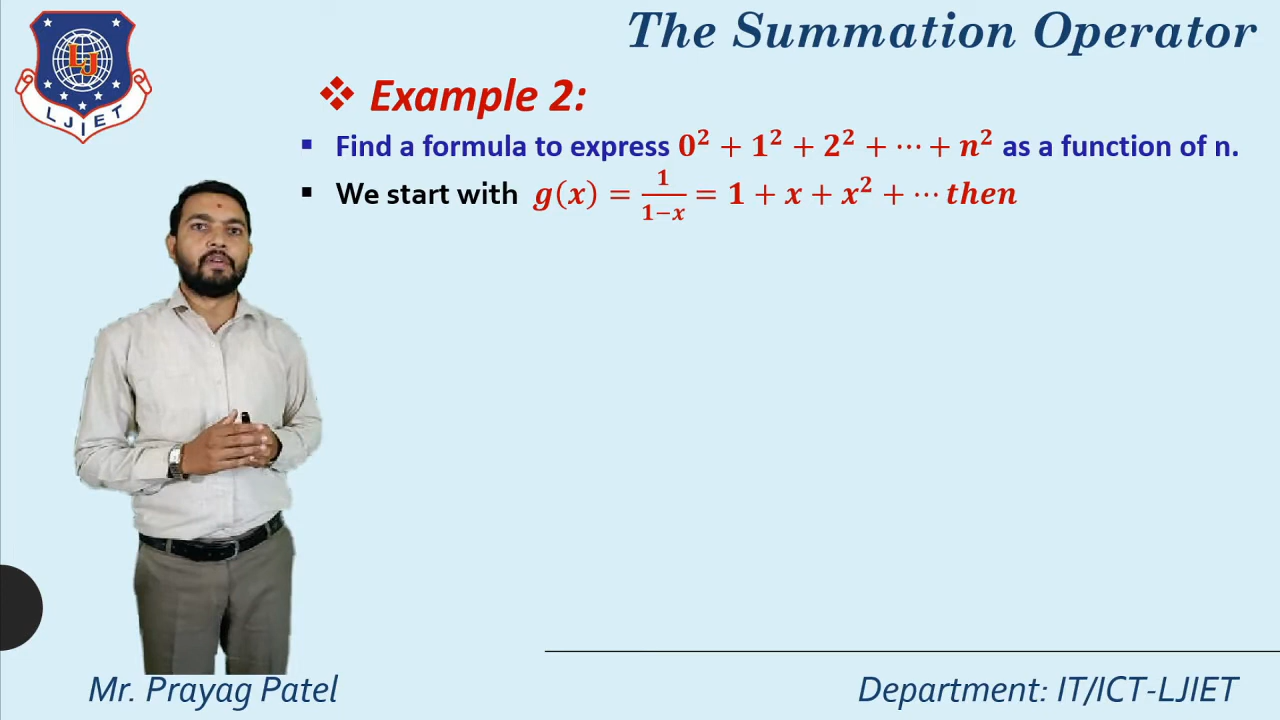 The Summation Operator
LJ
LJIET
❖ Example 2:
▪ Find a formula to express 0² + 1² + 2² + ⋯ + n² as a function of n.
▪ We start with g(x) = 1/(1−x) = 1 + x + x² + ⋯ then
Mr. Prayag Patel
Department: IT/ICT-LJIET